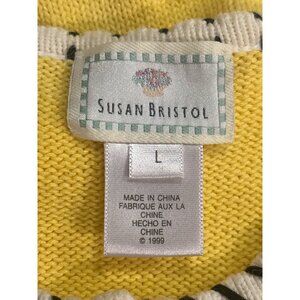 SUSAN BRISTOL
L
MADE IN CHINA
FABRIQUE AUX LA
CHINE
HECHO EN
CHINE
© 1999